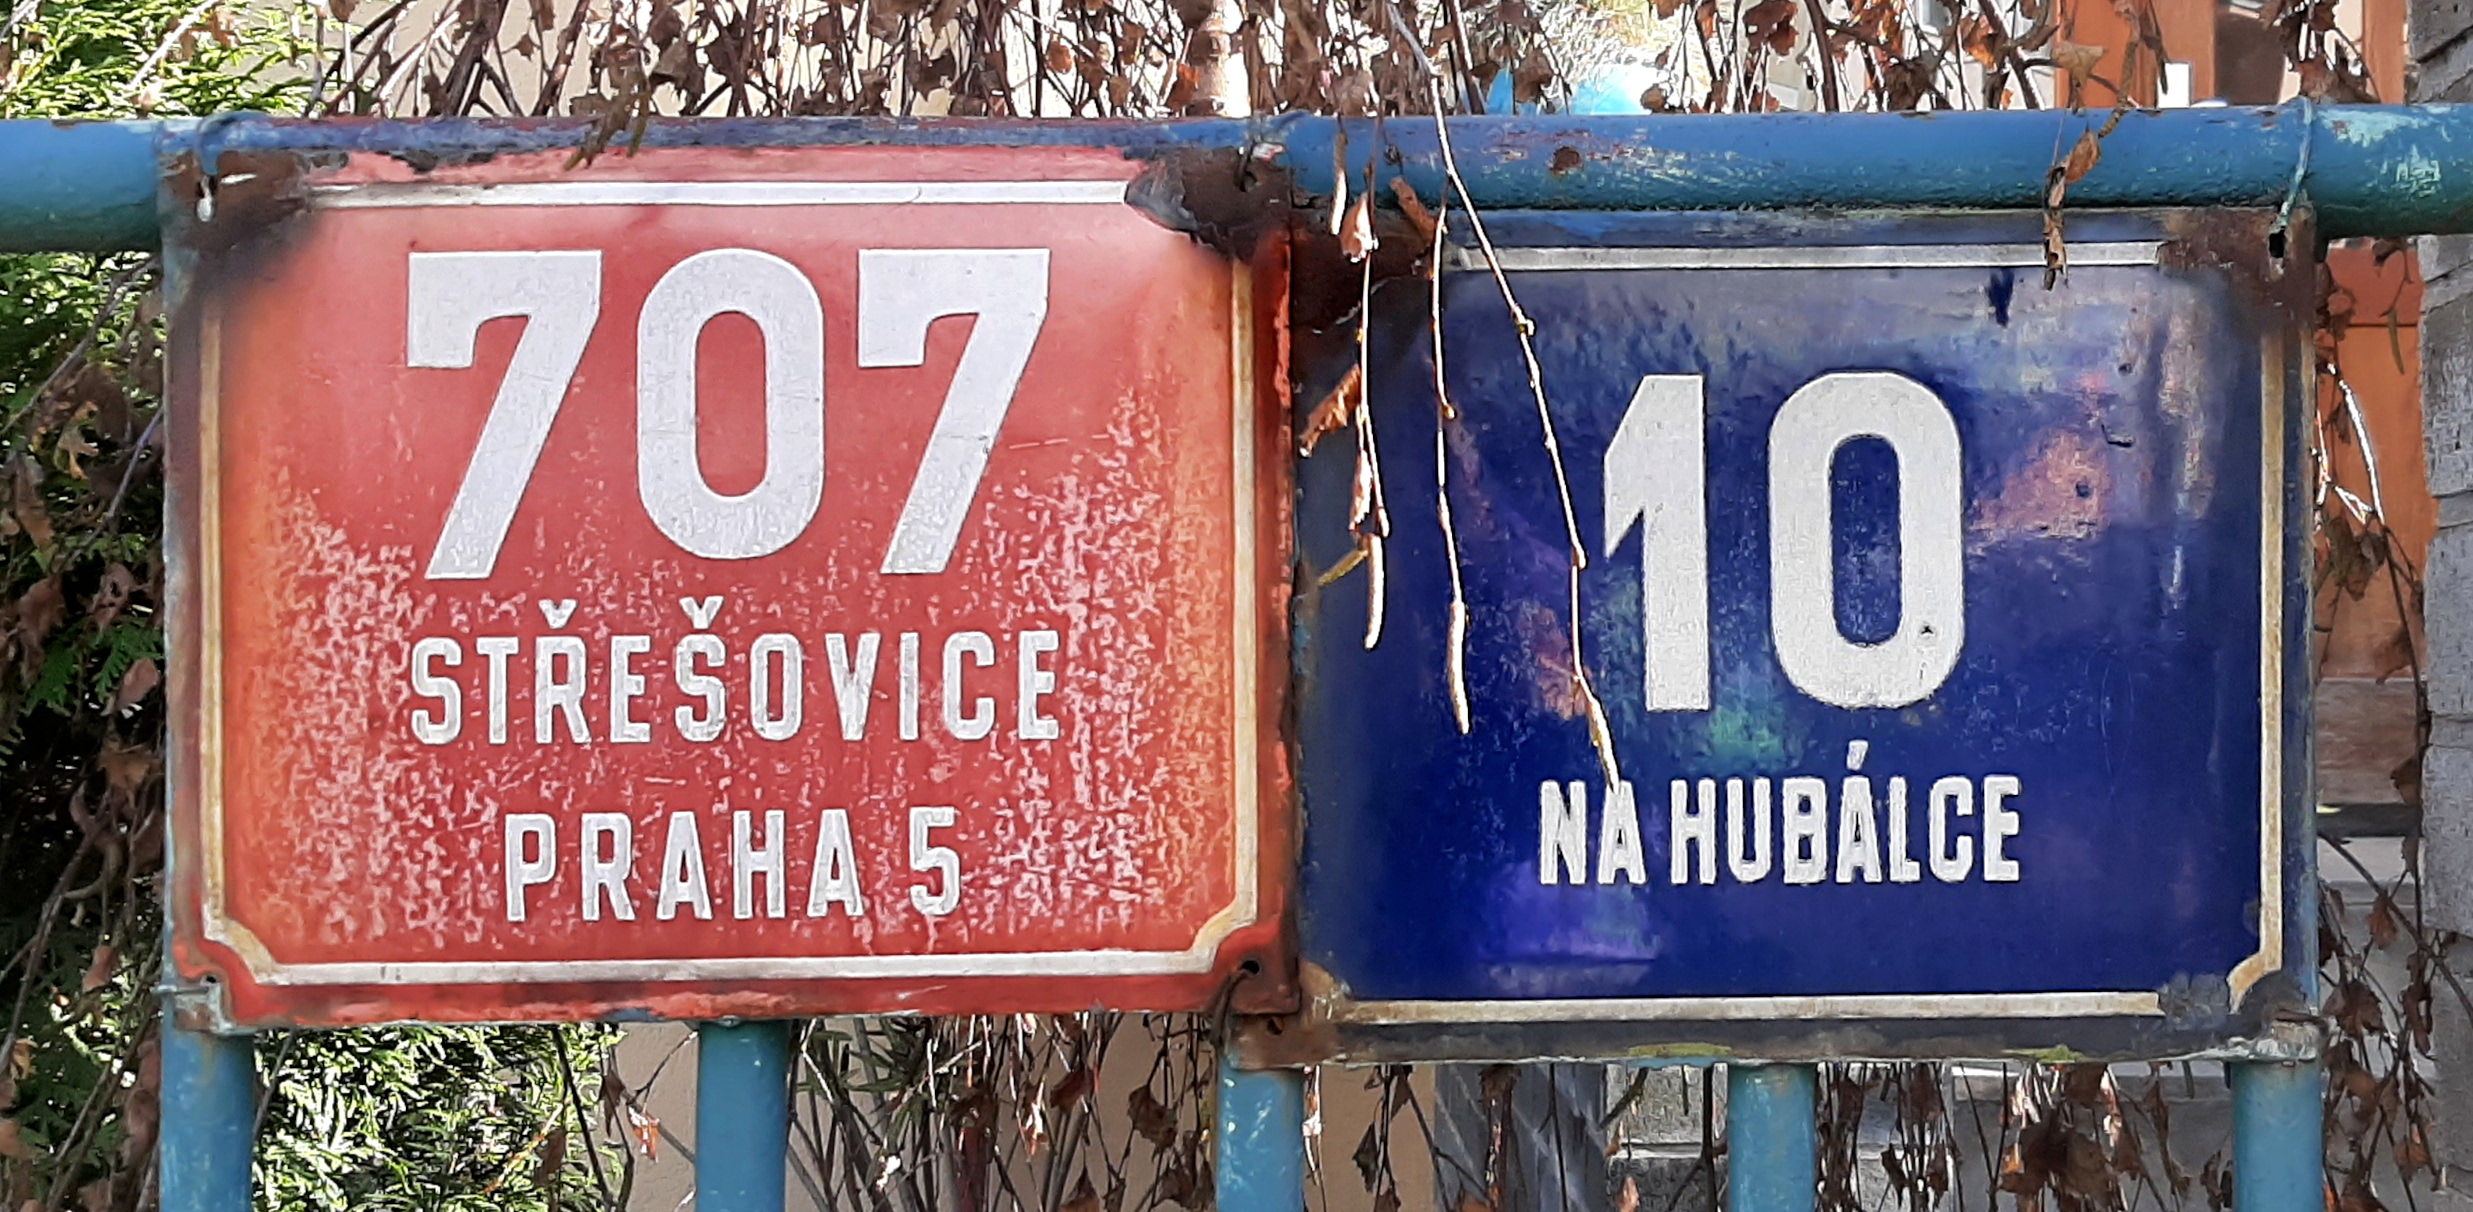 707
STŘEŠOVICE
PRAHA 5
10
NA HUBÁLCE